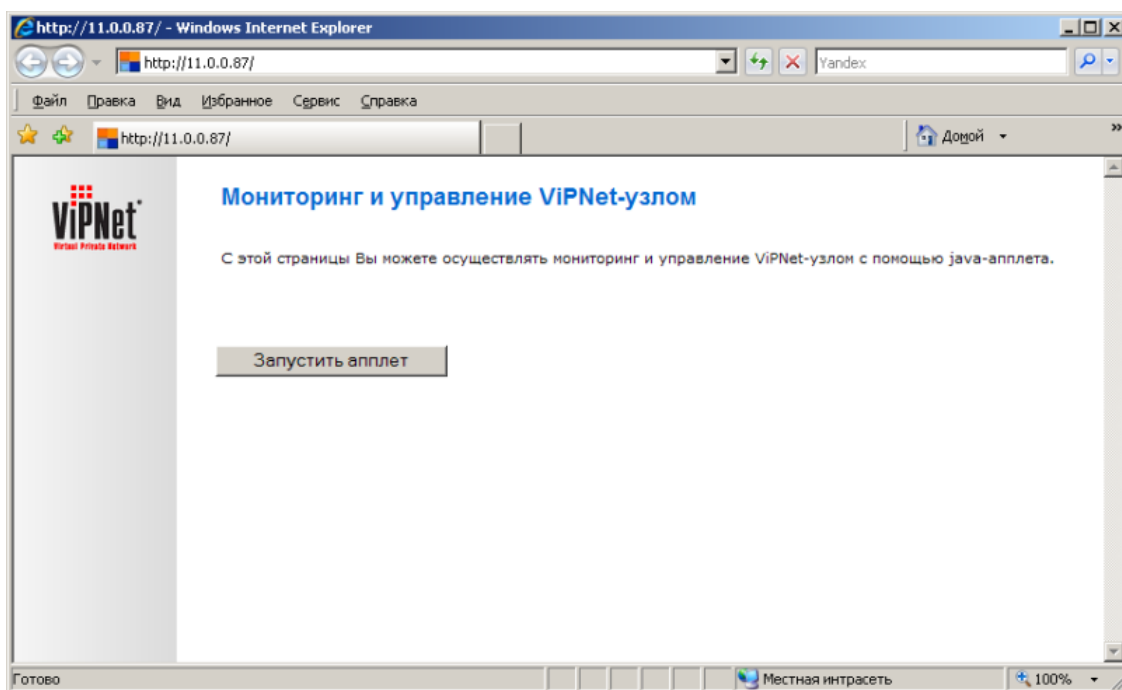 http://11.0.0.87/ - Windows Internet Explorer
http://11.0.0.87/
Yandex
Файл Правка Вид Избранное Сервис Справка
http://11.0.0.87/
Домой
»
ViPNet
Virtual Private Network
Мониторинг и управление ViPNet-узлом
С этой страницы Вы можете осуществлять мониторинг и управление ViPNet-узлом с помощью java-апплета.
Запустить апплет
Готово
Местная интрасеть
100%